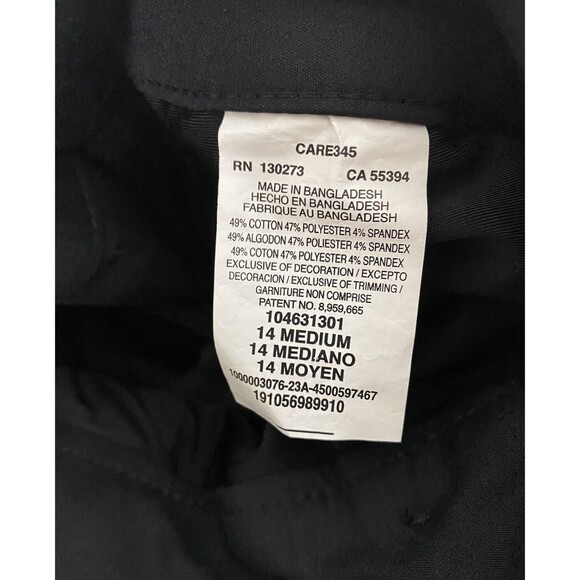 CARE345
RN 130273 CA 55394
MADE IN BANGLADESH
HECHO EN BANGLADESH
FABRIQUE AU BANGLADESH
49% COTTON 47% POLYESTER 4% SPANDEX
49% ALGODON 47% POLIESTER 4% SPANDEX
49% COTON 47% POLYESTER 4% SPANDEX
EXCLUSIVE OF DECORATION / EXCEPTO
DECORACION / EXCLUSIVE OF TRIMMING /
GARNITURE NON COMPRISE
PATENT NO. 8,959,665
104631301
14 MEDIUM
14 MEDIANO
14 MOYEN
1000003076-23A-4500597467
191056989910